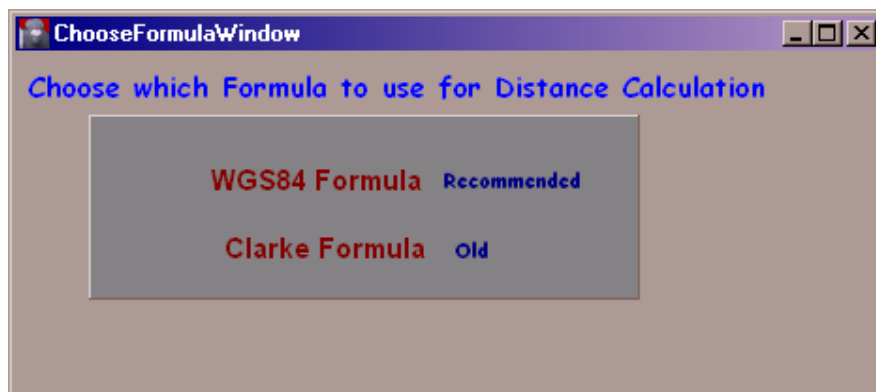 ChooseFormulaWindow
Choose which Formula to use for Distance Calculation
WGS84 Formula Recommended
Clarke Formula Old